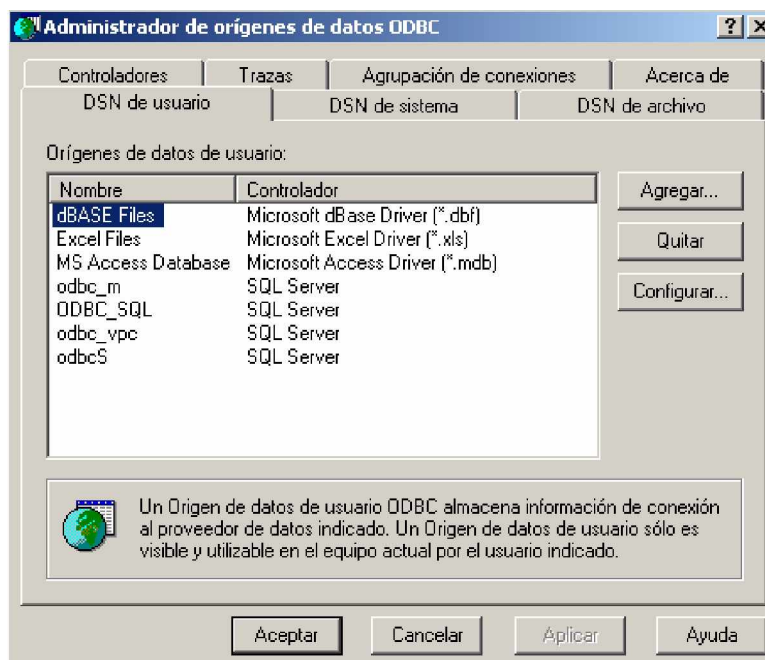 Administrador de orígenes de datos ODBC
Controladores Trazas Agrupación de conexiones Acerca de
DSN de usuario DSN de sistema DSN de archivo
Orígenes de datos de usuario:
Nombre Controlador
dBASE Files Microsoft dBase Driver (*.dbf)
Excel Files Microsoft Excel Driver (*.xls)
MS Access Database Microsoft Access Driver (*.mdb)
odbc_m SQL Server
ODBC_SQL SQL Server
odbc_vpc SQL Server
odbcS SQL Server
Agregar...
Quitar
Configurar...
Un Origen de datos de usuario ODBC almacena información de conexión
al proveedor de datos indicado. Un Origen de datos de usuario sólo es
visible y utilizable en el equipo actual por el usuario indicado.
Aceptar Cancelar Aplicar Ayuda